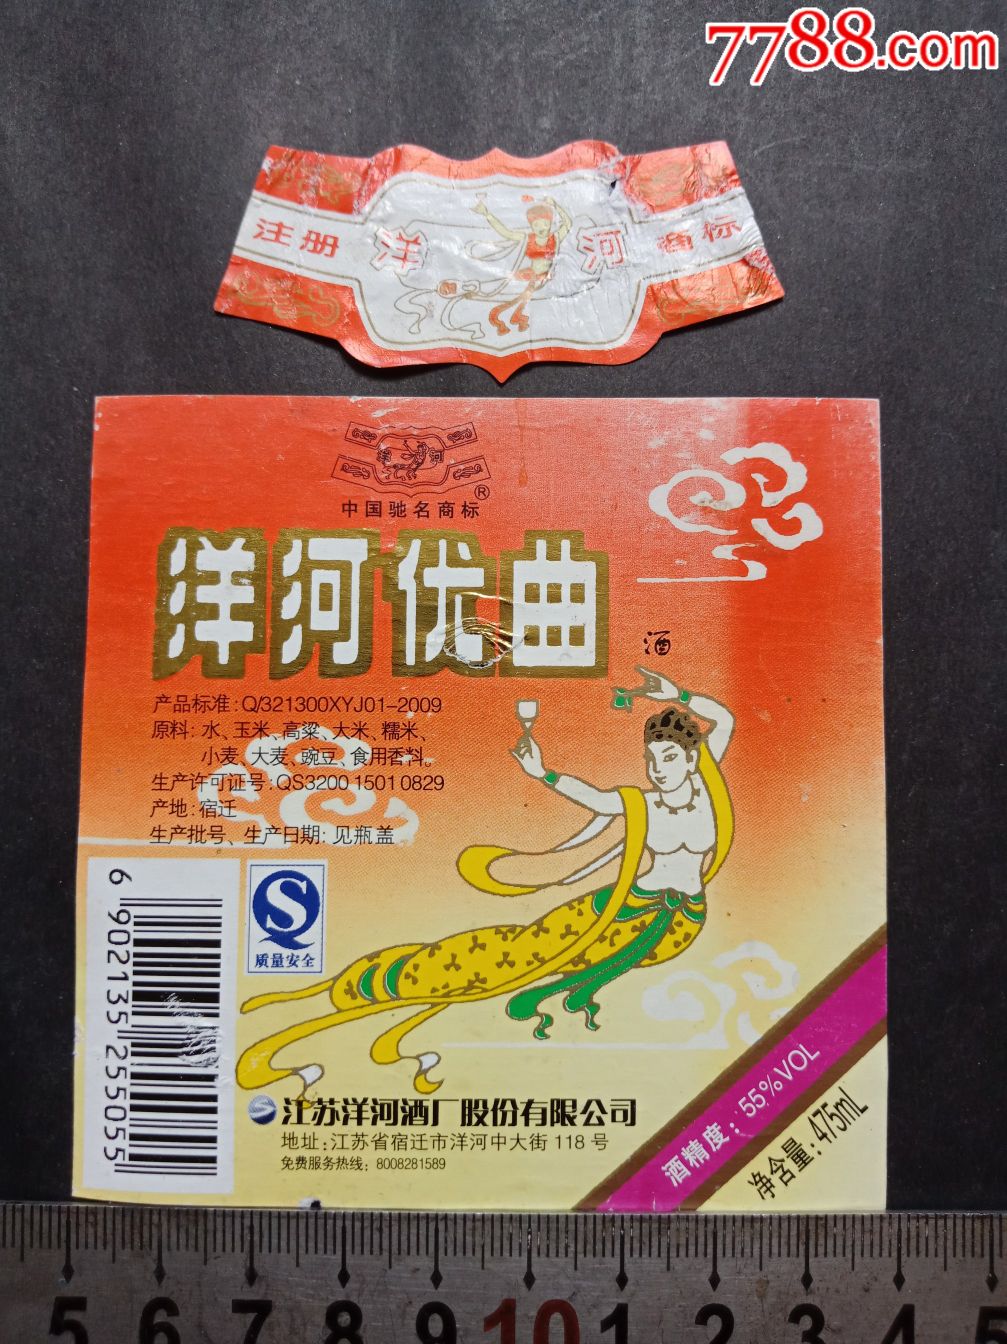 7788.com
注册 洋 河 商标
洋 河
®
中国驰名商标
洋河优曲
酒
产品标准:Q/321300XYJ01-2009
原料:水、玉米、高粱、大米、糯米、
小麦、大麦、豌豆、食用香料。
生产许可证号:QS3200 1501 0829
产地:宿迁
生产批号、生产日期:见瓶盖
质量安全
6 902135 255055
江苏洋河酒厂股份有限公司
地址:江苏省宿迁市洋河中大街 118 号
免费服务热线:8008281589
酒精度:55%VOL
净含量:475mL
5 6 7 8 9 10 1 2 3 4 5